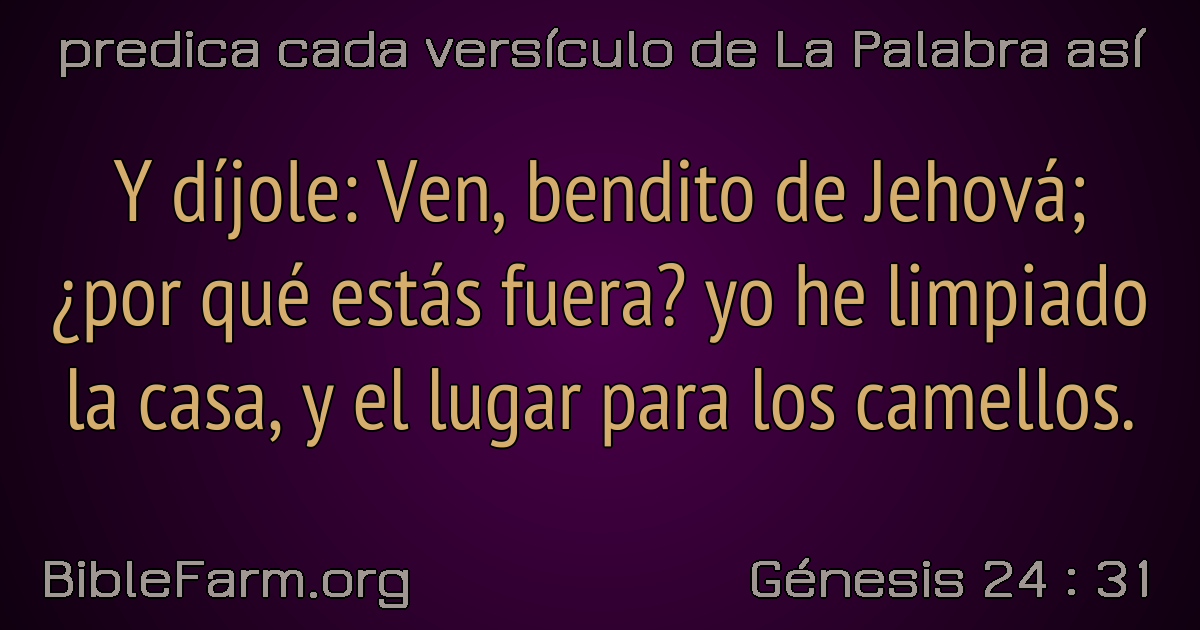 predica cada versículo de La Palabra así
Y díjole: Ven, bendito de Jehová;
¿por qué estás fuera? yo he limpiado
la casa, y el lugar para los camellos.
BibleFarm.org
Génesis 24 : 31